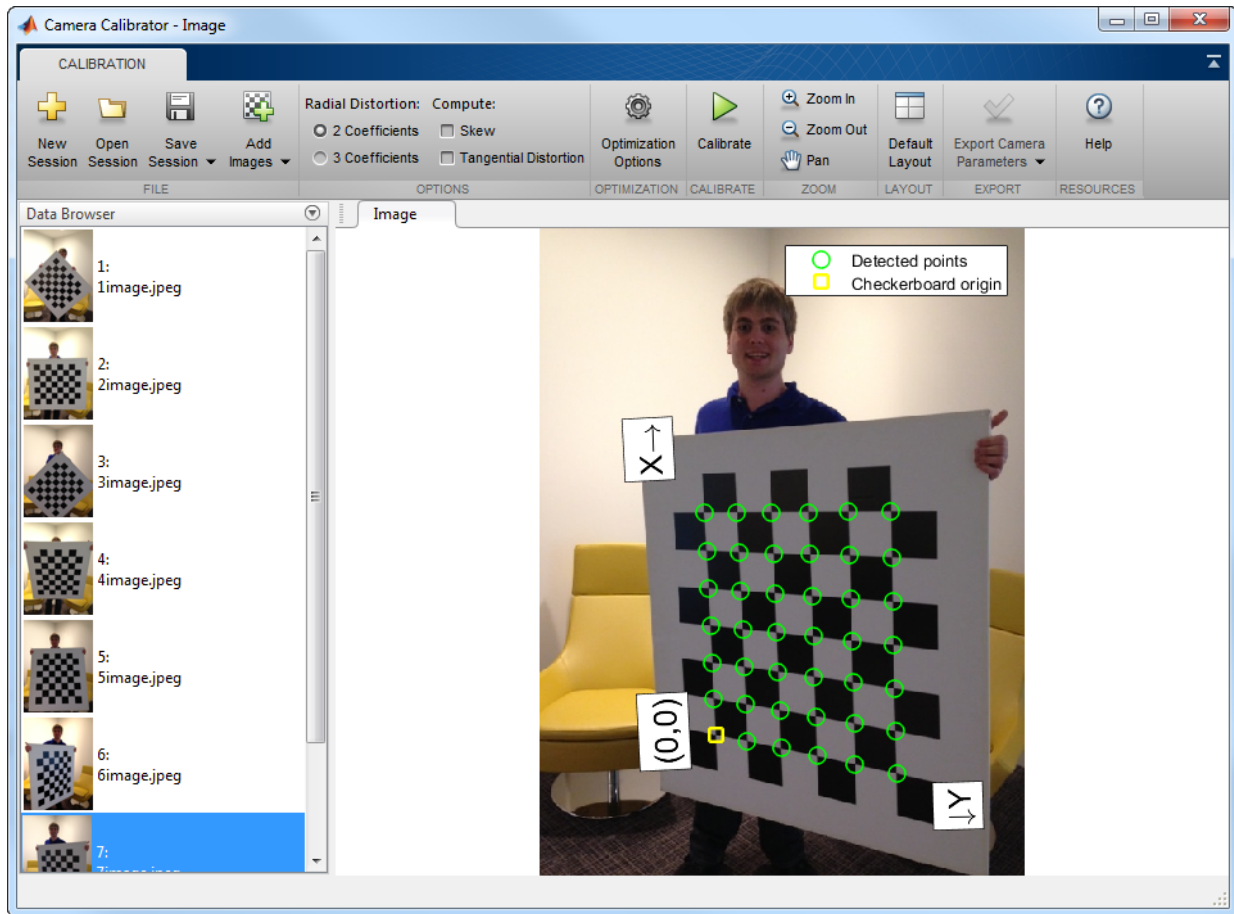 Camera Calibrator - Image
CALIBRATION
New Session
Open Session
Save Session
Add Images
Radial Distortion:
2 Coefficients
3 Coefficients
Compute:
Skew
Tangential Distortion
Optimization Options
Calibrate
Zoom In
Zoom Out
Pan
Default Layout
Export Camera Parameters
Help
FILE
OPTIONS
OPTIMIZATION
CALIBRATE
ZOOM
LAYOUT
EXPORT
RESOURCES
Data Browser
1:
1image.jpeg
2:
2image.jpeg
3:
3image.jpeg
4:
4image.jpeg
5:
5image.jpeg
6:
6image.jpeg
7:
7image.jpeg
Image
Detected points
Checkerboard origin
X→
(0,0)
Y